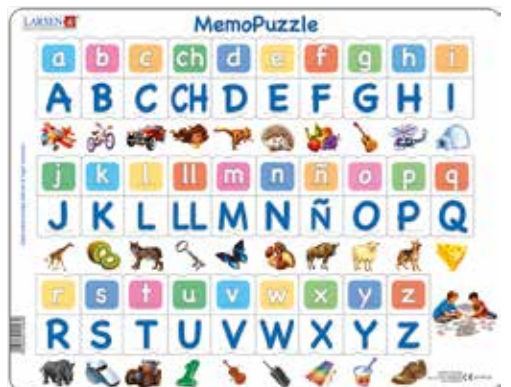 LARSEN
MemoPuzzle
a b c ch d e f g h i
A B C CH D E F G H I
j k l ll m n ñ o p q
J K L LL M N Ñ O P Q
r s t u v w x y z
R S T U V W X Y Z